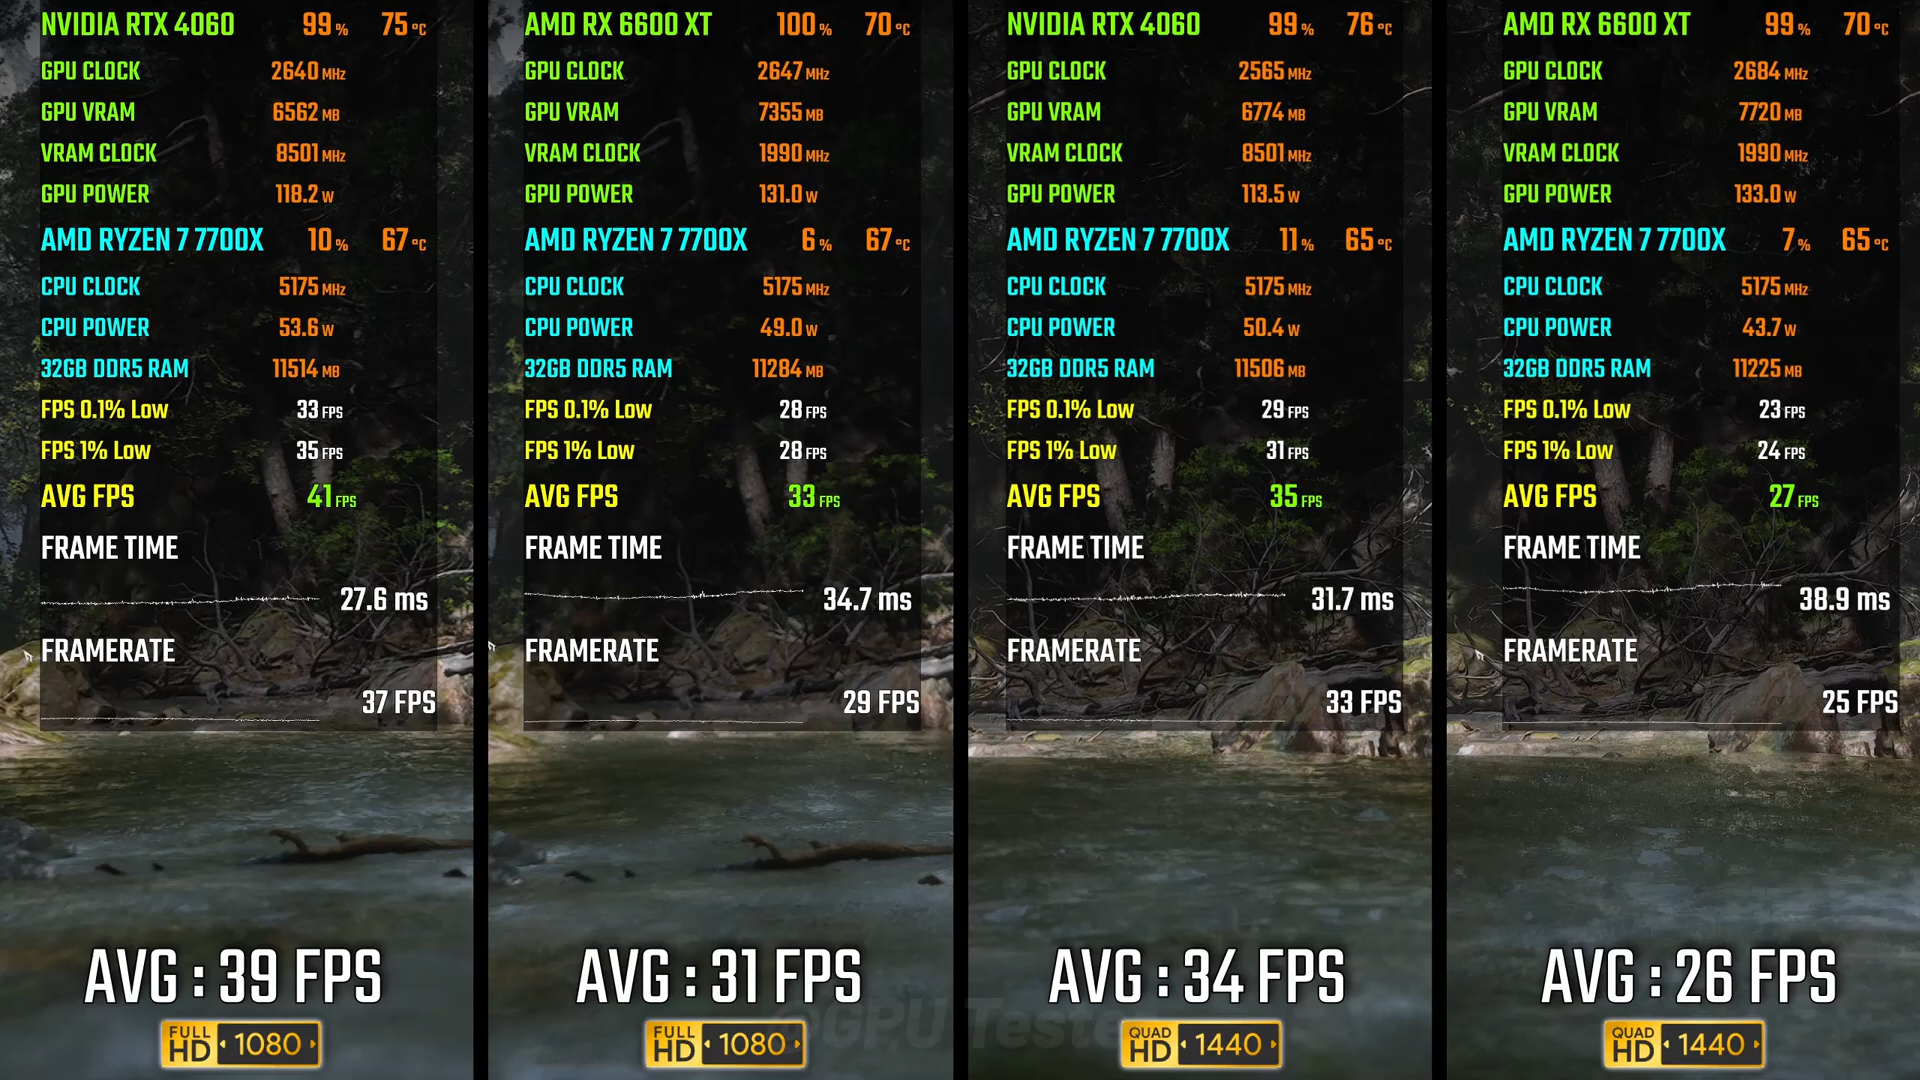 NVIDIA RTX 4060 99 % 75 °C
GPU CLOCK 2640 MHz
GPU VRAM 6562 MB
VRAM CLOCK 8501 MHz
GPU POWER 118.2 W
AMD RYZEN 7 7700X 10 % 67 °C
CPU CLOCK 5175 MHz
CPU POWER 53.6 W
32GB DDR5 RAM 11514 MB
FPS 0.1% Low 33 FPS
FPS 1% Low 35 FPS
AVG FPS 41 FPS
FRAME TIME
27.6 ms
FRAMERATE
37 FPS
AVG : 39 FPS
FULL HD 1080
AMD RX 6600 XT 100 % 70 °C
GPU CLOCK 2647 MHz
GPU VRAM 7355 MB
VRAM CLOCK 1990 MHz
GPU POWER 131.0 W
AMD RYZEN 7 7700X 6 % 67 °C
CPU CLOCK 5175 MHz
CPU POWER 49.0 W
32GB DDR5 RAM 11284 MB
FPS 0.1% Low 28 FPS
FPS 1% Low 28 FPS
AVG FPS 33 FPS
FRAME TIME
34.7 ms
FRAMERATE
29 FPS
AVG : 31 FPS
FULL HD 1080
NVIDIA RTX 4060 99 % 76 °C
GPU CLOCK 2565 MHz
GPU VRAM 6774 MB
VRAM CLOCK 8501 MHz
GPU POWER 113.5 W
AMD RYZEN 7 7700X 11 % 65 °C
CPU CLOCK 5175 MHz
CPU POWER 50.4 W
32GB DDR5 RAM 11506 MB
FPS 0.1% Low 29 FPS
FPS 1% Low 31 FPS
AVG FPS 35 FPS
FRAME TIME
31.7 ms
FRAMERATE
33 FPS
AVG : 34 FPS
QUAD HD 1440
AMD RX 6600 XT 99 % 70 °C
GPU CLOCK 2684 MHz
GPU VRAM 7720 MB
VRAM CLOCK 1990 MHz
GPU POWER 133.0 W
AMD RYZEN 7 7700X 7 % 65 °C
CPU CLOCK 5175 MHz
CPU POWER 43.7 W
32GB DDR5 RAM 11225 MB
FPS 0.1% Low 23 FPS
FPS 1% Low 24 FPS
AVG FPS 27 FPS
FRAME TIME
38.9 ms
FRAMERATE
25 FPS
AVG : 26 FPS
QUAD HD 1440
@GPU